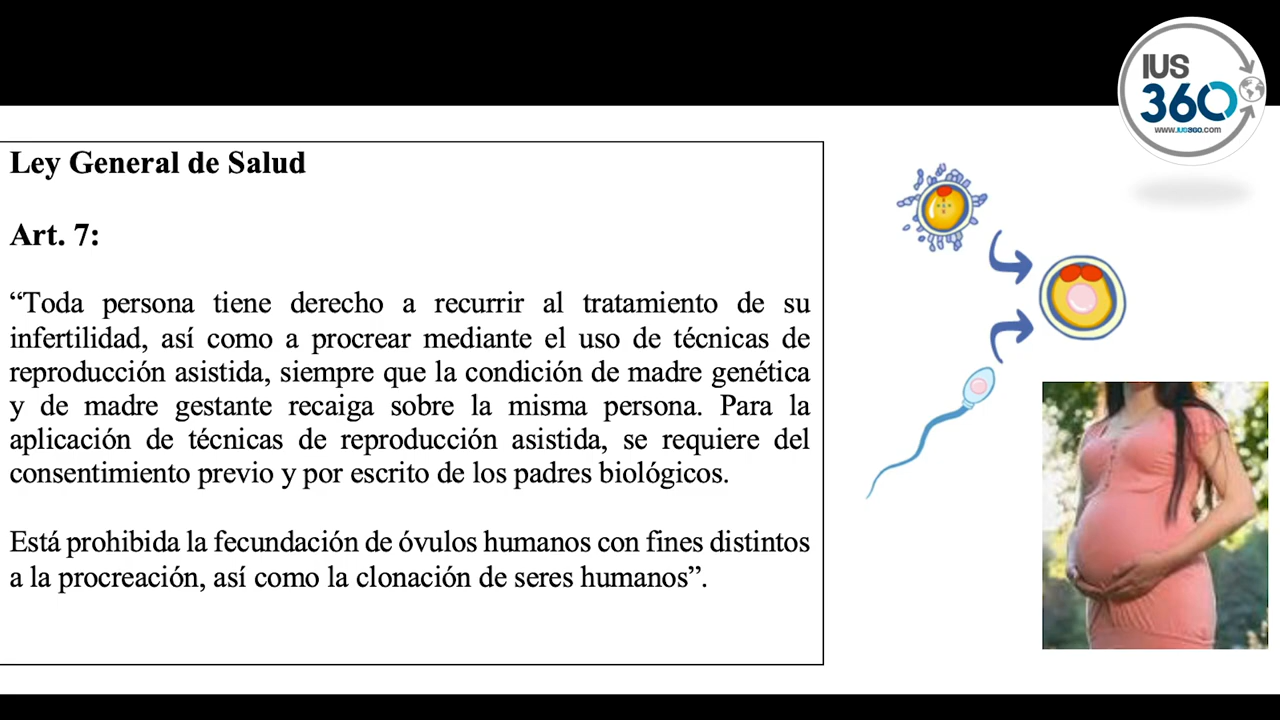 IUS
360
www.IUS360.com
Ley General de Salud
Art. 7:
“Toda persona tiene derecho a recurrir al tratamiento de su
infertilidad, así como a procrear mediante el uso de técnicas de
reproducción asistida, siempre que la condición de madre genética
y de madre gestante recaiga sobre la misma persona. Para la
aplicación de técnicas de reproducción asistida, se requiere del
consentimiento previo y por escrito de los padres biológicos.
Está prohibida la fecundación de óvulos humanos con fines distintos
a la procreación, así como la clonación de seres humanos”.